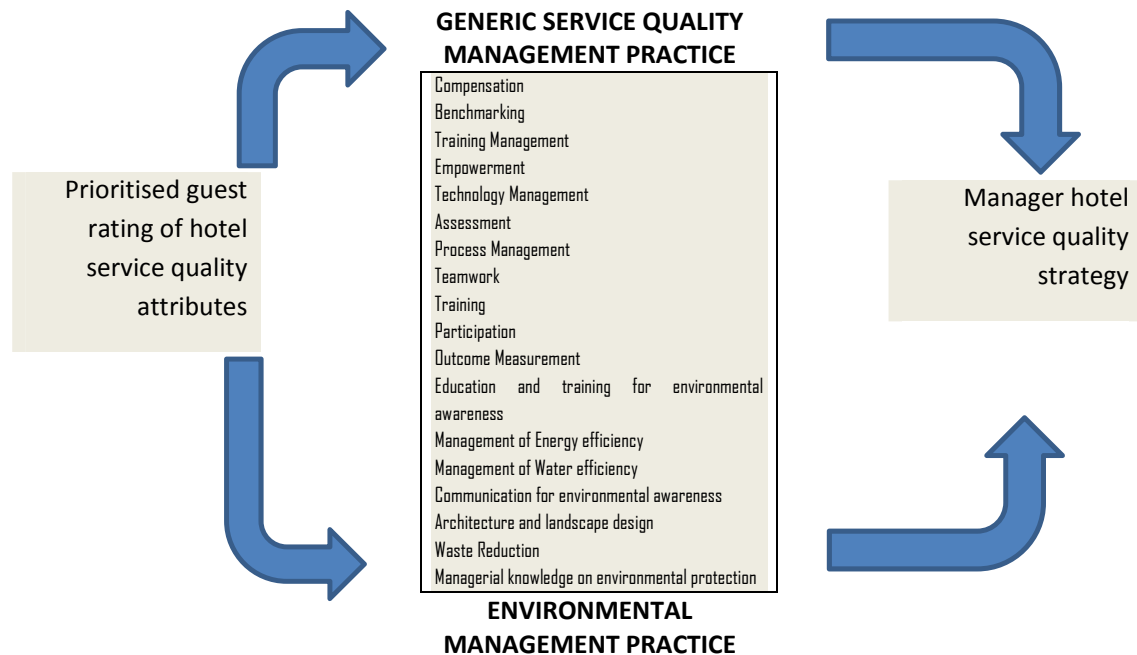 GENERIC SERVICE QUALITY
MANAGEMENT PRACTICE
Prioritised guest
rating of hotel
service quality
attributes
Compensation
Benchmarking
Training Management
Empowerment
Technology Management
Assessment
Process Management
Teamwork
Training
Participation
Outcome Measurement
Education and training for environmental
awareness
Management of Energy efficiency
Management of Water efficiency
Communication for environmental awareness
Architecture and landscape design
Waste Reduction
Managerial knowledge on environmental protection
ENVIRONMENTAL
MANAGEMENT PRACTICE
Manager hotel
service quality
strategy